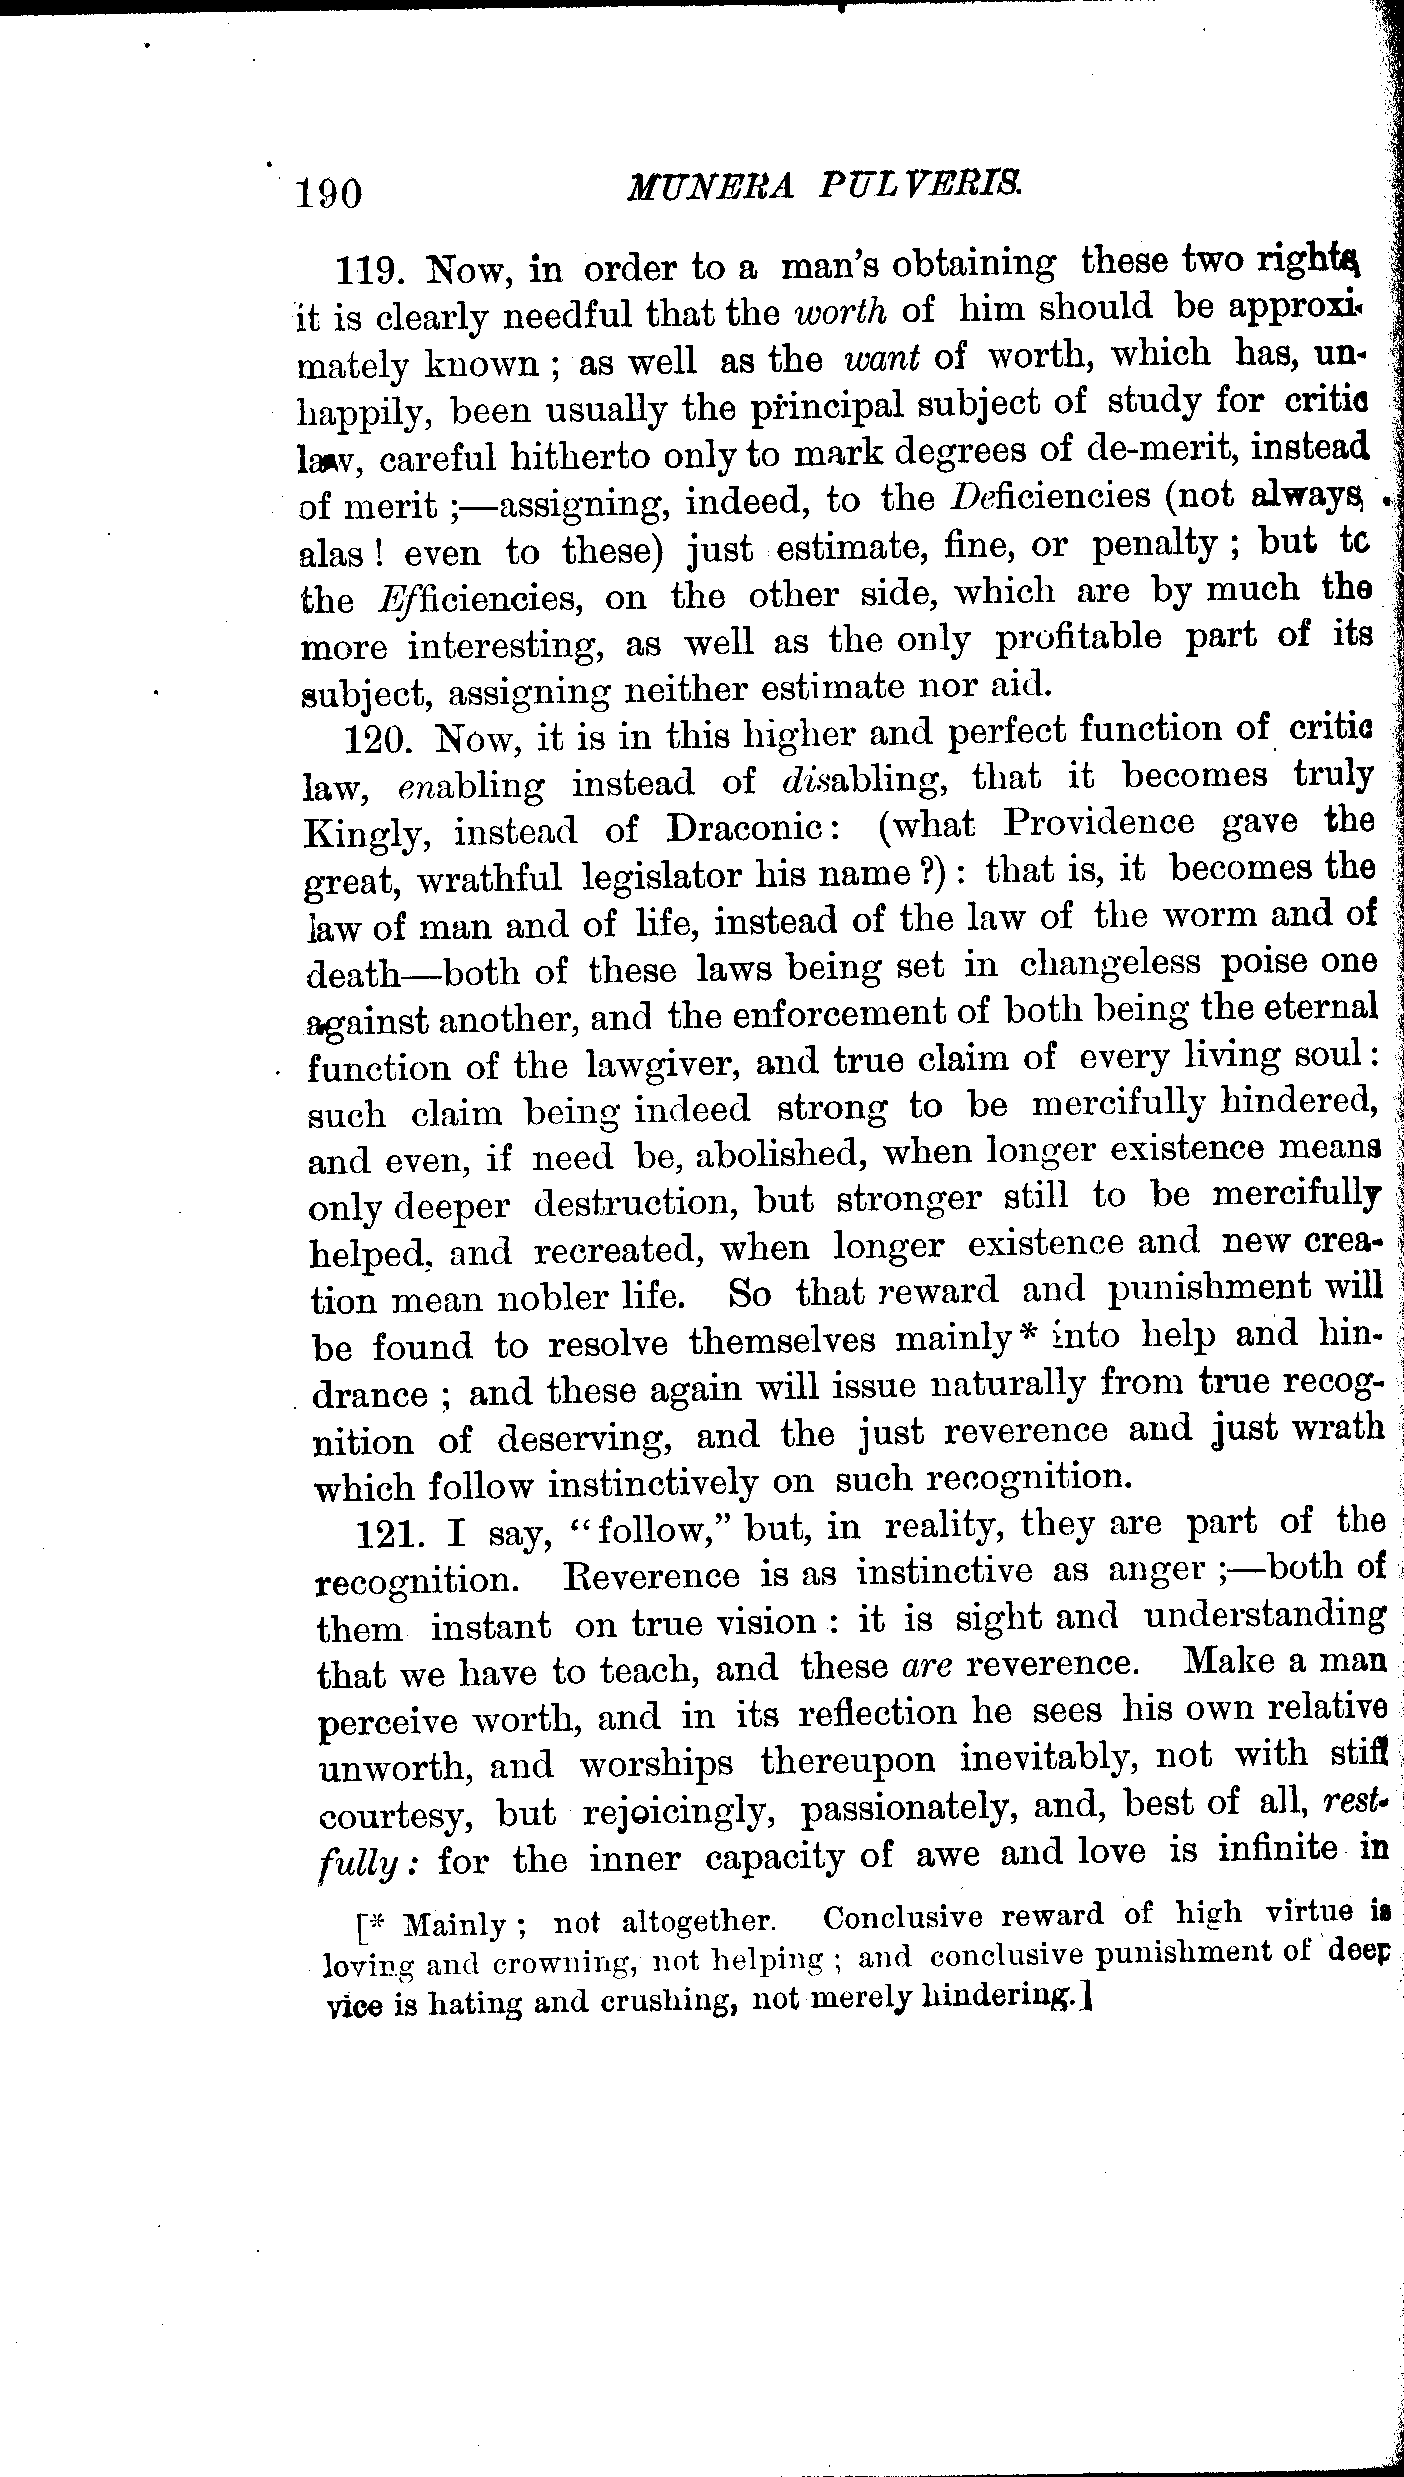 190 MUNERA PULVERIS.
119. Now, in order to a man's obtaining these two rights,
it is clearly needful that the worth of him should be approxi-
mately known ; as well as the want of worth, which has, un-
happily, been usually the principal subject of study for critic
law, careful hitherto only to mark degrees of de-merit, instead
of merit ;—assigning, indeed, to the Deficiencies (not always,
alas ! even to these) just estimate, fine, or penalty ; but to
the Efficiencies, on the other side, which are by much the
more interesting, as well as the only profitable part of its
subject, assigning neither estimate nor aid.
120. Now, it is in this higher and perfect function of critic
law, enabling instead of disabling, that it becomes truly
Kingly, instead of Draconic: (what Providence gave the
great, wrathful legislator his name ?) : that is, it becomes the
law of man and of life, instead of the law of the worm and of
death—both of these laws being set in changeless poise one
against another, and the enforcement of both being the eternal
function of the lawgiver, and true claim of every living soul :
such claim being indeed strong to be mercifully hindered,
and even, if need be, abolished, when longer existence means
only deeper destruction, but stronger still to be mercifully
helped, and recreated, when longer existence and new crea-
tion mean nobler life. So that reward and punishment will
be found to resolve themselves mainly * into help and hin-
drance ; and these again will issue naturally from true recog-
nition of deserving, and the just reverence and just wrath
which follow instinctively on such recognition.
121. I say, "follow," but, in reality, they are part of the
recognition. Reverence is as instinctive as anger ;—both of
them instant on true vision : it is sight and understanding
that we have to teach, and these are reverence. Make a man
perceive worth, and in its reflection he sees his own relative
unworth, and worships thereupon inevitably, not with stiff
courtesy, but rejoicingly, passionately, and, best of all, rest-
fully : for the inner capacity of awe and love is infinite in
[* Mainly ; not altogether. Conclusive reward of high virtue is
loving and crowning, not helping ; and conclusive punishment of deep
vice is hating and crushing, not merely hindering.]